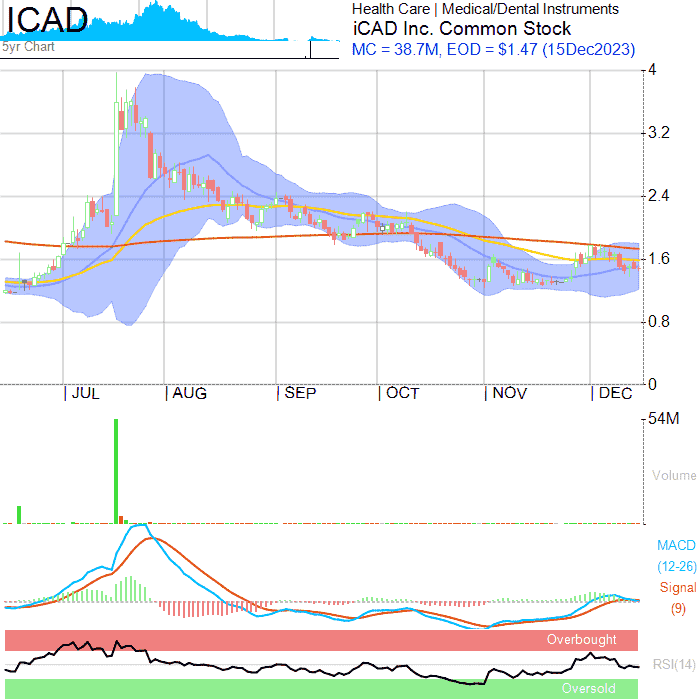 ICAD
5yr Chart
Health Care | Medical/Dental Instruments
iCAD Inc. Common Stock
MC = 38.7M, EOD = $1.47 (15Dec2023)
4
3.2
2.4
1.6
0.8
0
JUL AUG SEP OCT NOV DEC
54M
Volume
MACD
(12-26)
Signal
(9)
Overbought
RSI(14)
Oversold